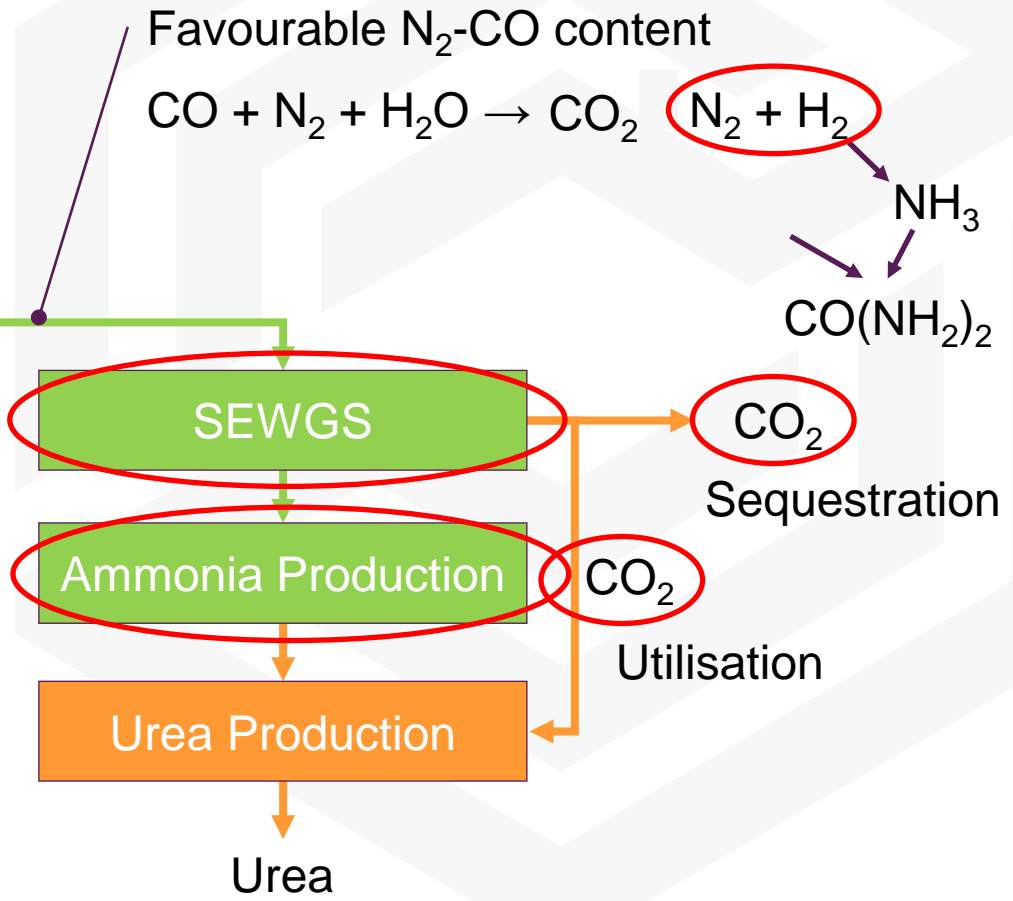 Favourable N₂-CO content
CO + N₂ + H₂O → CO₂ N₂ + H₂
NH₃
CO(NH₂)₂
SEWGS
CO₂
Sequestration
Ammonia Production
CO₂
Utilisation
Urea Production
Urea